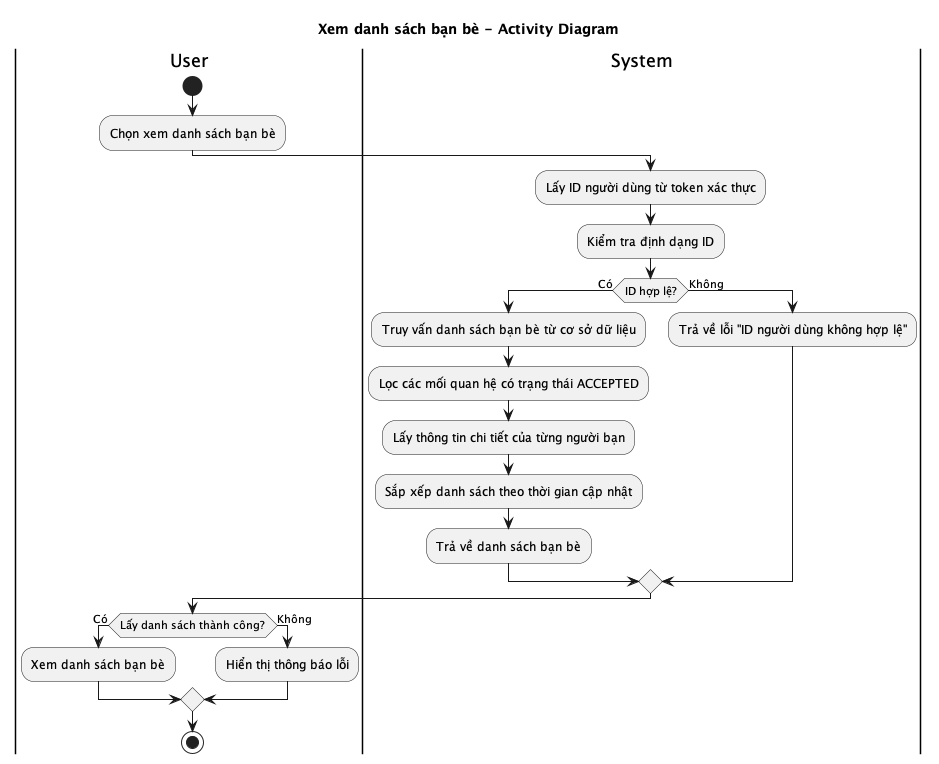 Xem danh sách bạn bè - Activity Diagram
User
System
Chọn xem danh sách bạn bè
Lấy ID người dùng từ token xác thực
Kiểm tra định dạng ID
Có
ID hợp lệ?
Không
Truy vấn danh sách bạn bè từ cơ sở dữ liệu
Trả về lỗi "ID người dùng không hợp lệ"
Lọc các mối quan hệ có trạng thái ACCEPTED
Lấy thông tin chi tiết của từng người bạn
Sắp xếp danh sách theo thời gian cập nhật
Trả về danh sách bạn bè
Có
Lấy danh sách thành công?
Không
Xem danh sách bạn bè
Hiển thị thông báo lỗi